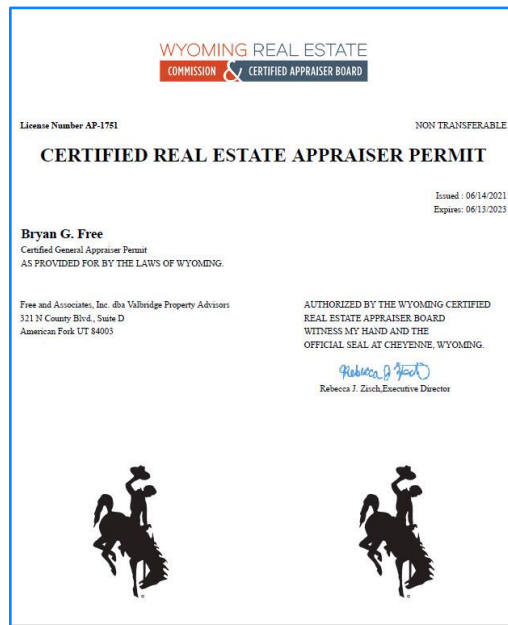 WYOMING REAL ESTATE
COMMISSION & CERTIFIED APPRAISER BOARD
License Number AP-1751
NON TRANSFERABLE
CERTIFIED REAL ESTATE APPRAISER PERMIT
Issued : 06/14/2021
Expires: 06/13/2023
Bryan G. Free
Certified General Appraiser Permit
AS PROVIDED FOR BY THE LAWS OF WYOMING.
Free and Associates, Inc. dba Valbridge Property Advisors
321 N County Blvd., Suite D
American Fork UT 84003
AUTHORIZED BY THE WYOMING CERTIFIED
REAL ESTATE APPRAISER BOARD
WITNESS MY HAND AND THE
OFFICIAL SEAL AT CHEYENNE, WYOMING.
Rebecca J Zisch
Rebecca J. Zisch,Executive Director